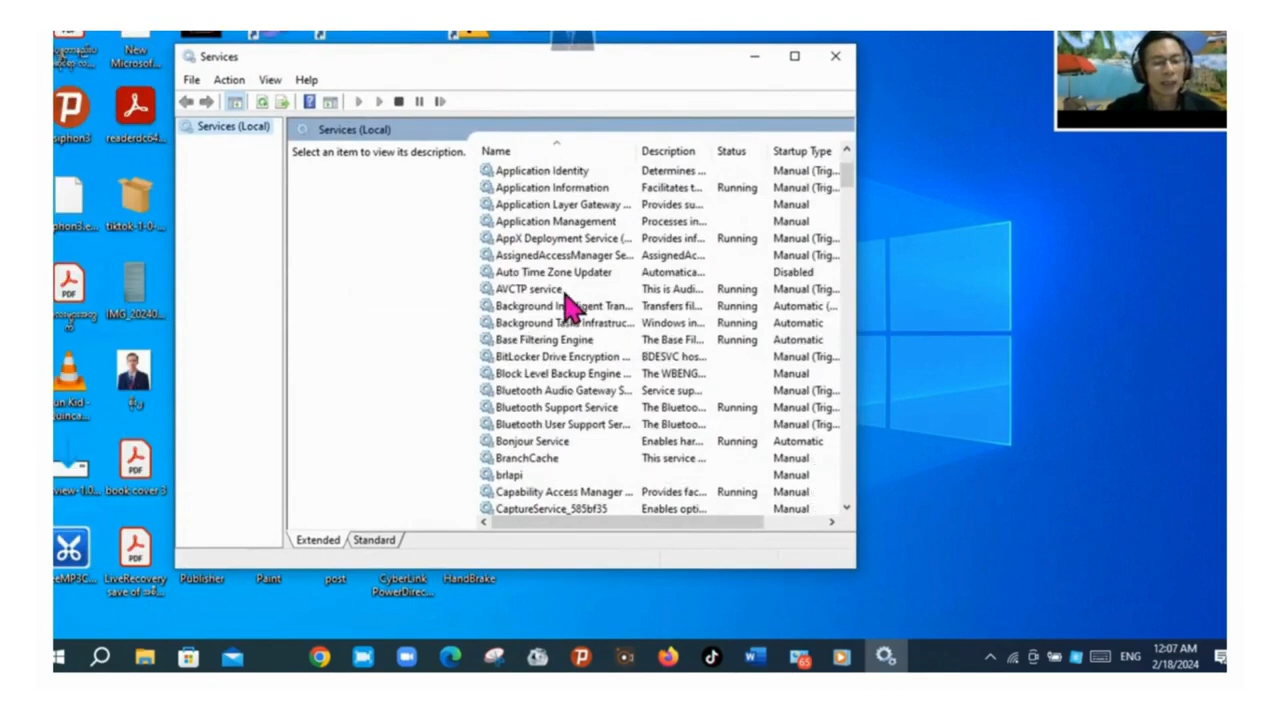 New
Microsof...
readerdc64...
tiktok-1-0-...
PDF
IMG_20240...
PDF
book cover 3
PDF
LiveRecovery
save of
Services
File Action View Help
Services (Local)
Services (Local)
Select an item to view its description.
Name Description Status Startup Type
Application Identity Determines ... Manual (Trig...
Application Information Facilitates t... Running Manual (Trig...
Application Layer Gateway ... Provides su... Manual
Application Management Processes in... Manual
AppX Deployment Service (... Provides inf... Running Manual (Trig...
AssignedAccessManager Se... AssignedAc... Manual (Trig...
Auto Time Zone Updater Automatica... Disabled
AVCTP service This is Audi... Running Manual (Trig...
Background Intelligent Tran... Transfers fil... Running Automatic (...
Background Tasks Infrastruc... Windows in... Running Automatic
Base Filtering Engine The Base Fil... Running Automatic
BitLocker Drive Encryption ... BDESVC hos... Manual (Trig...
Block Level Backup Engine ... The WBENG... Manual
Bluetooth Audio Gateway S... Service sup... Manual (Trig...
Bluetooth Support Service The Bluetoo... Running Manual (Trig...
Bluetooth User Support Ser... The Bluetoo... Manual (Trig...
Bonjour Service Enables har... Running Automatic
BranchCache This service ... Manual
brlapi Manual
Capability Access Manager ... Provides fac... Running Manual
CaptureService_585bf35 Enables opti... Manual
Extended Standard
Publisher Paint post CyberLink HandBrake
PowerDirec...
65
ENG
12:07 AM
2/18/2024